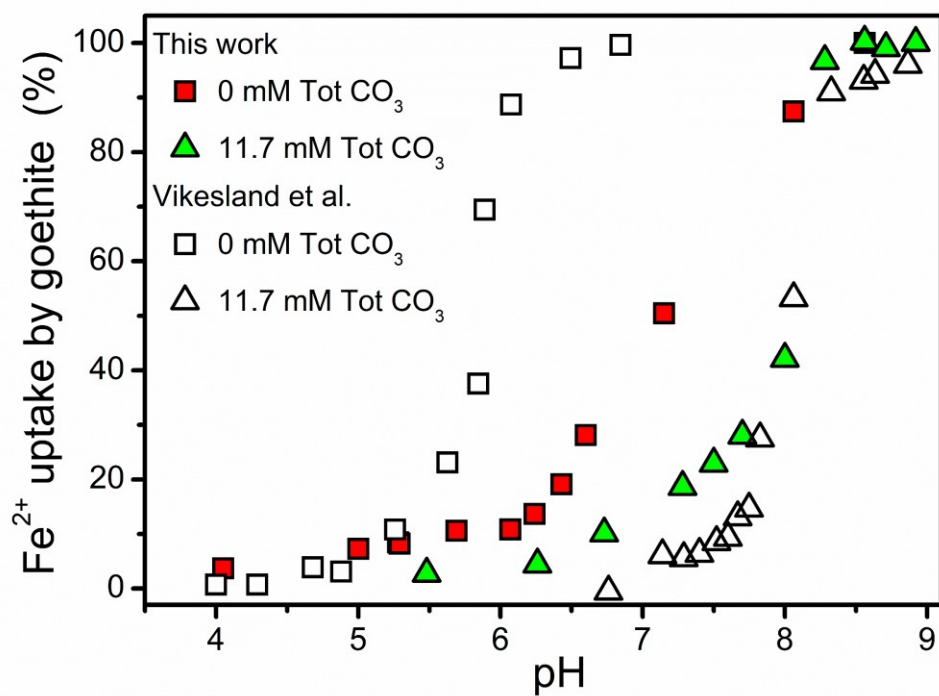 This work
0 mM Tot CO₃
11.7 mM Tot CO₃
Vikesland et al.
0 mM Tot CO₃
11.7 mM Tot CO₃
Fe²⁺ uptake by goethite (%)
100
80
60
40
20
0
4 5 6 7 8 9
pH